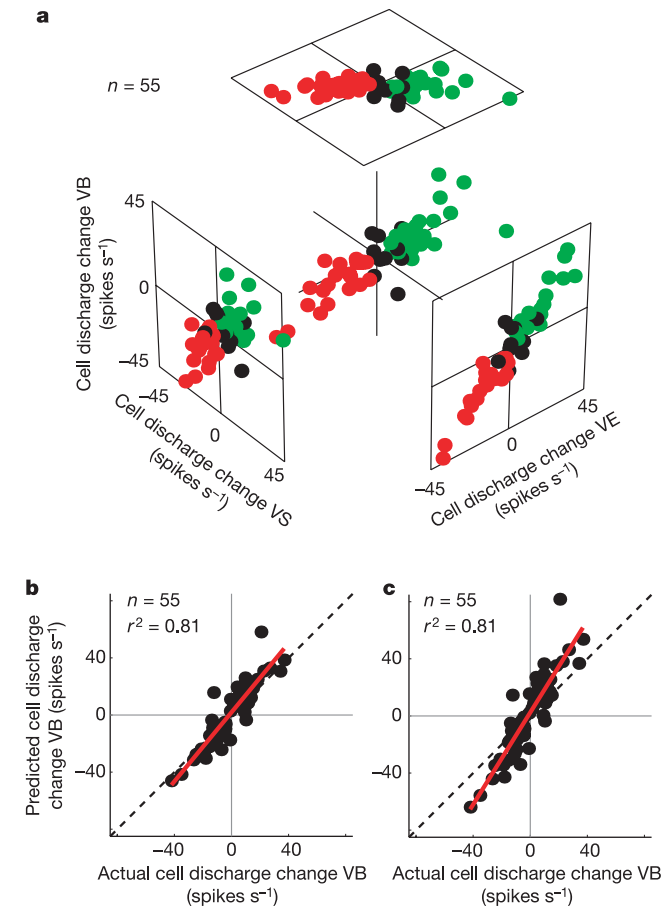 a
n = 55
Cell discharge change VB
(spikes s⁻¹)
45
0
−45
−45
0
45
Cell discharge change VS
(spikes s⁻¹)
−45
0
45
Cell discharge change VE
(spikes s⁻¹)
b
n = 55
r² = 0.81
Predicted cell discharge
change VB (spikes s⁻¹)
40
0
−40
−40
0
40
Actual cell discharge change VB
(spikes s⁻¹)
c
n = 55
r² = 0.81
40
0
−40
−40
0
40
Actual cell discharge change VB
(spikes s⁻¹)